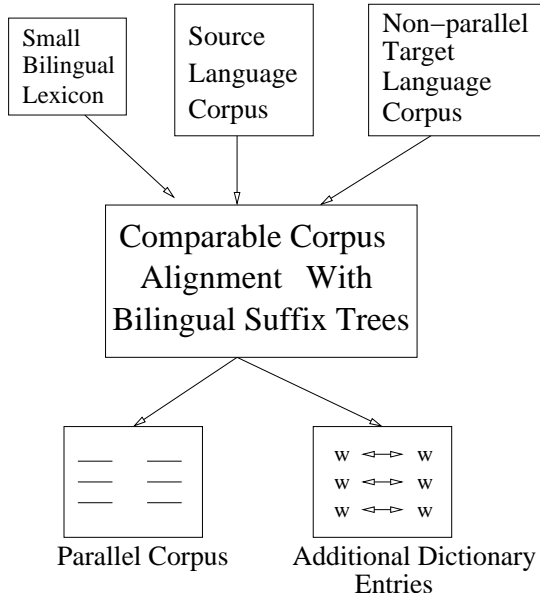 Small
Bilingual
Lexicon
Source
Language
Corpus
Non-parallel
Target
Language
Corpus
Comparable Corpus
Alignment With
Bilingual Suffix Trees
w w
w w
w w
Parallel Corpus
Additional Dictionary
Entries